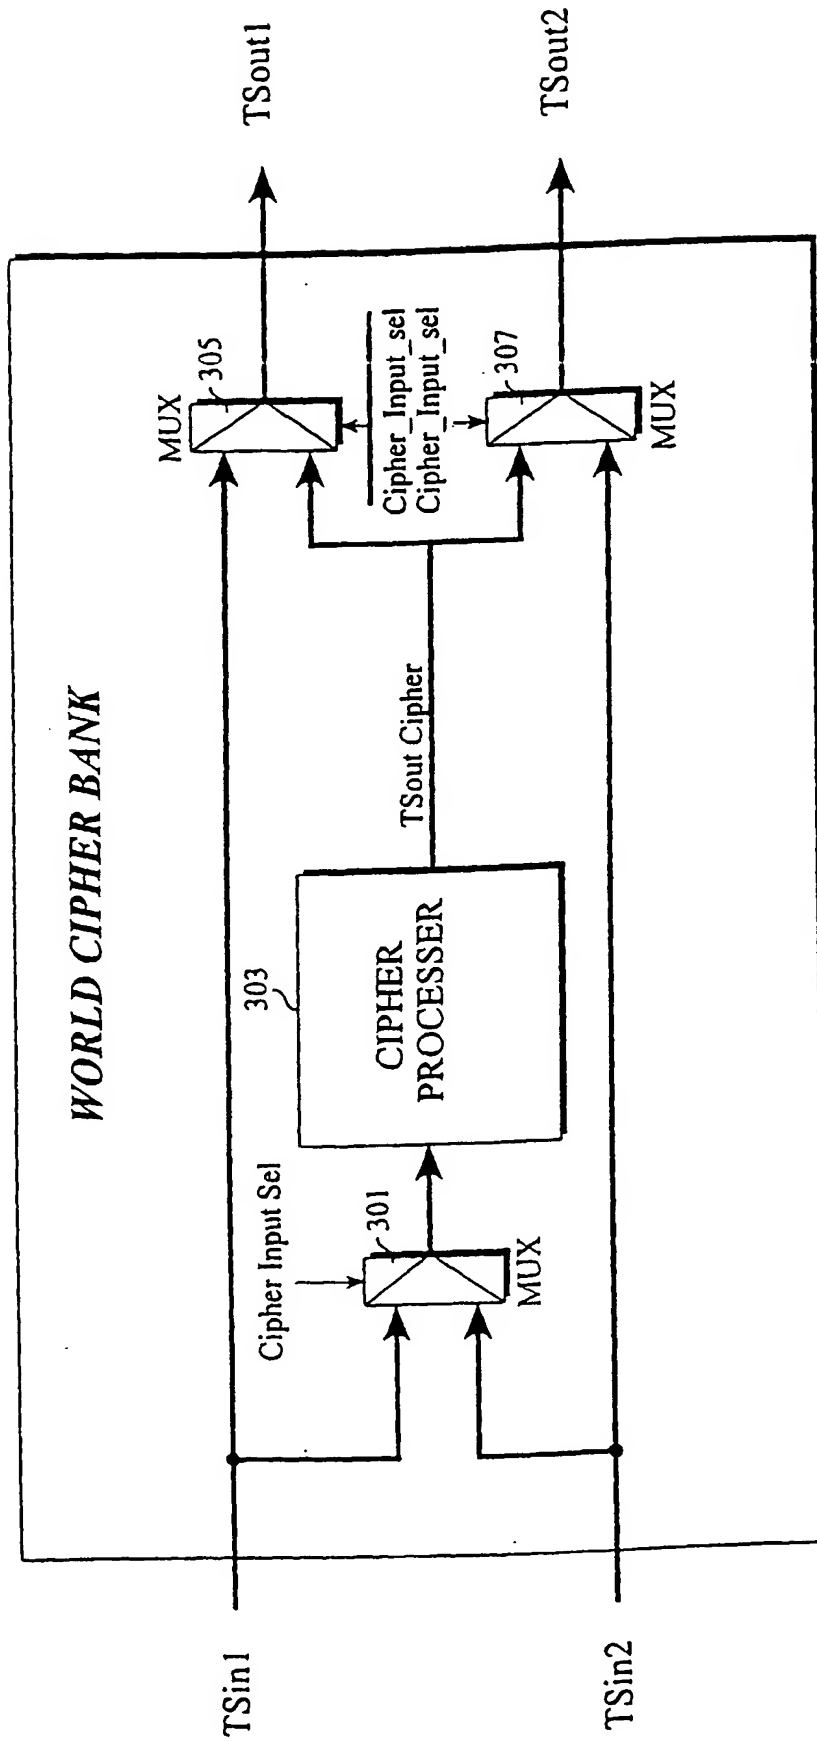 WORLD CIPHER BANK
TSin1
TSin2
Cipher Input Sel
301
MUX
303
CIPHER
PROCESSER
TSout Cipher
MUX
305
Cipher_Input_sel
Cipher_Input_sel
307
MUX
TSout1
TSout2